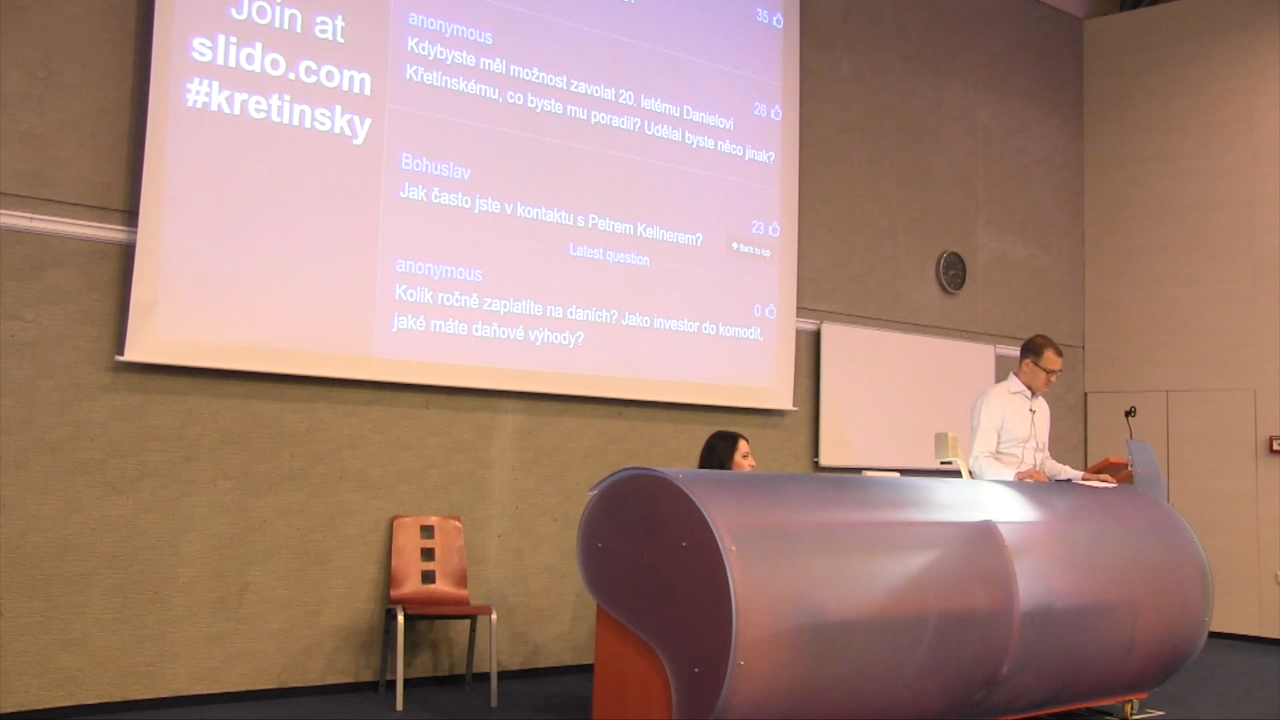 Join at
slido.com
#kretinsky
35
anonymous
Kdybyste měl možnost zavolat 20. letému Danielovi
Křetínskému, co byste mu poradil? Udělal byste něco jinak?
26
Bohuslav
Jak často jste v kontaktu s Petrem Kellnerem?
23
Back to top
Latest question
anonymous
Kolik ročně zaplatíte na daních? Jako investor do komodit,
jaké máte daňové výhody?
0